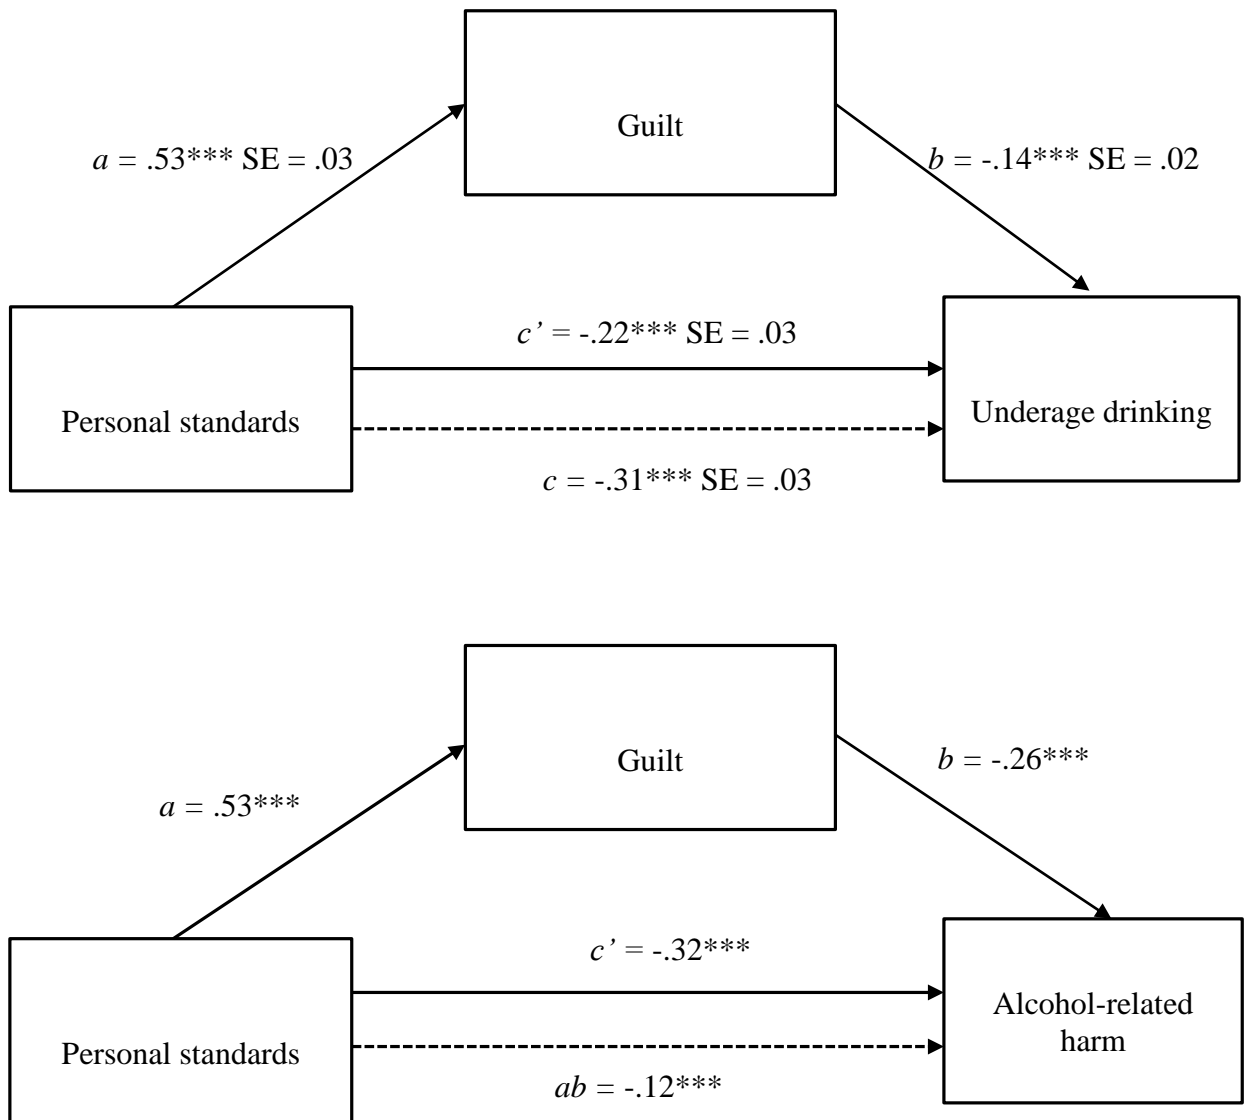 Guilt
a = .53*** SE = .03
b = -.14*** SE = .02
c’ = -.22*** SE = .03
Personal standards
Underage drinking
c = -.31*** SE = .03
Guilt
b = -.26***
a = .53***
c’ = -.32***
Alcohol-related
harm
Personal standards
ab = -.12***